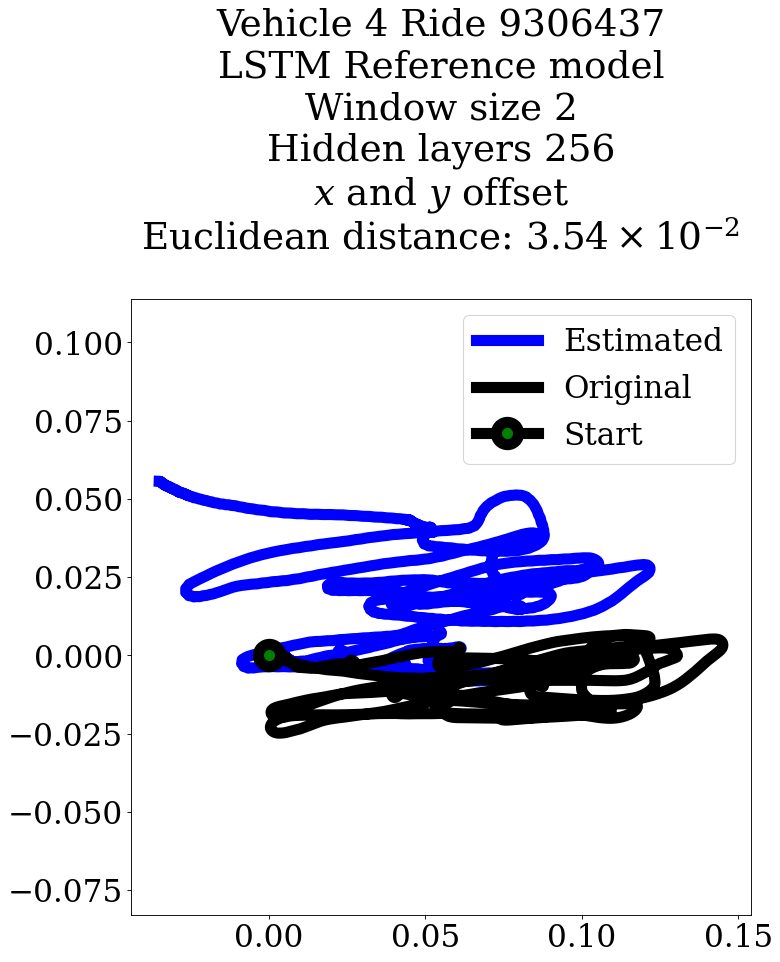 Vehicle 4 Ride 9306437
LSTM Reference model
Window size 2
Hidden layers 256
x and y offset
Euclidean distance: 3.54 × 10⁻²
Estimated
Original
Start
0.100
0.075
0.050
0.025
0.000
−0.025
−0.050
−0.075
0.00 0.05 0.10 0.15